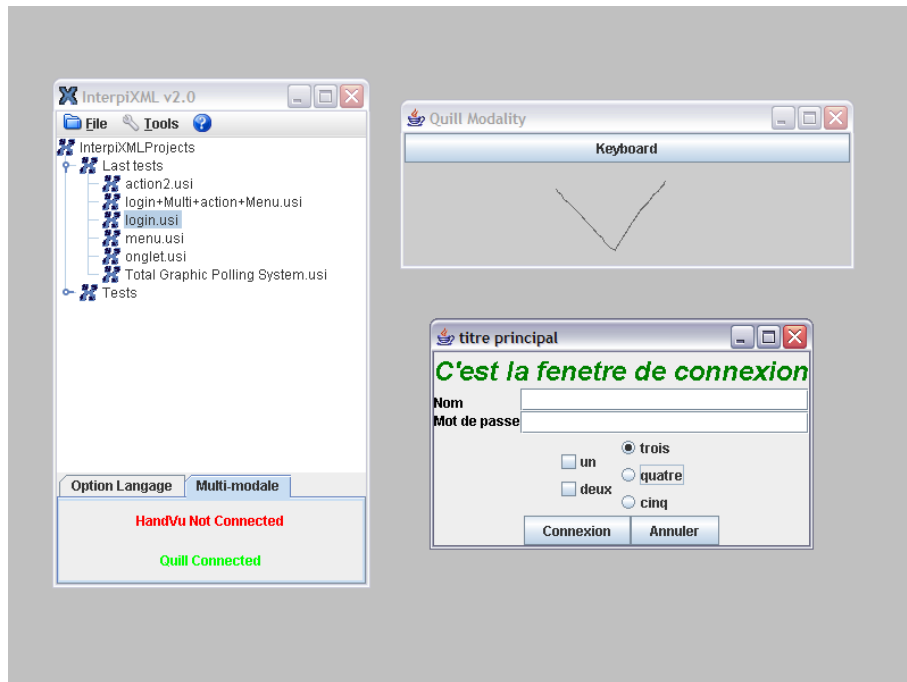 InterpiXML v2.0
File Tools
InterpiXMLProjects
Last tests
action2.usi
login+Multi+action+Menu.usi
login.usi
menu.usi
onglet.usi
Total Graphic Polling System.usi
Tests
Option Langage Multi-modale
HandVu Not Connected
Quill Connected
Quill Modality
Keyboard
titre principal
C'est la fenetre de connexion
Nom
Mot de passe
un
deux
trois
quatre
cinq
Connexion Annuler